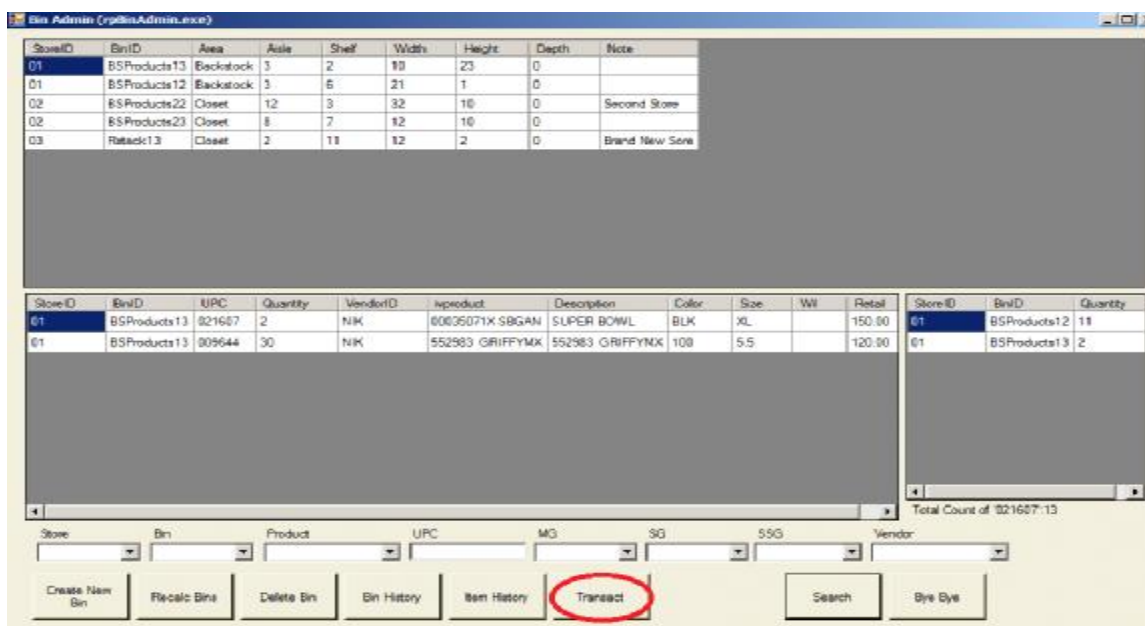 Bin Admin (rpBinAdmin.exe)
StoreID BinID Area Aisle Shelf Width Height Depth Note
01 BSProducts13 Backstock 3 2 10 23 0
01 BSProducts12 Backstock 3 6 21 1 0
02 BSProducts22 Closet 12 3 32 10 0 Second Store
02 BSProducts23 Closet 8 7 12 10 0
03 13 Closet 2 11 12 2 0 Brand New Sore
StoreID BinID UPC Quantity VendorID ivproduct Description Color Size WI Retail
01 BSProducts13 021607 2 NIK 00035071X SBGAN SUPER BOWL BLK XL 150.00
01 BSProducts13 009644 30 NIK 552983 GRIFFYMX 552983 GRIFFYMX 100 5.5 120.00
StoreID BinID Quantity
01 BSProducts12 11
01 BSProducts13 2
Total Count of '021607':13
Store Bin Product UPC MG SG SSG Vendor
Create New Bin
Recalc Bins
Delete Bin
Bin History
Item History
Transact
Search
Bye Bye